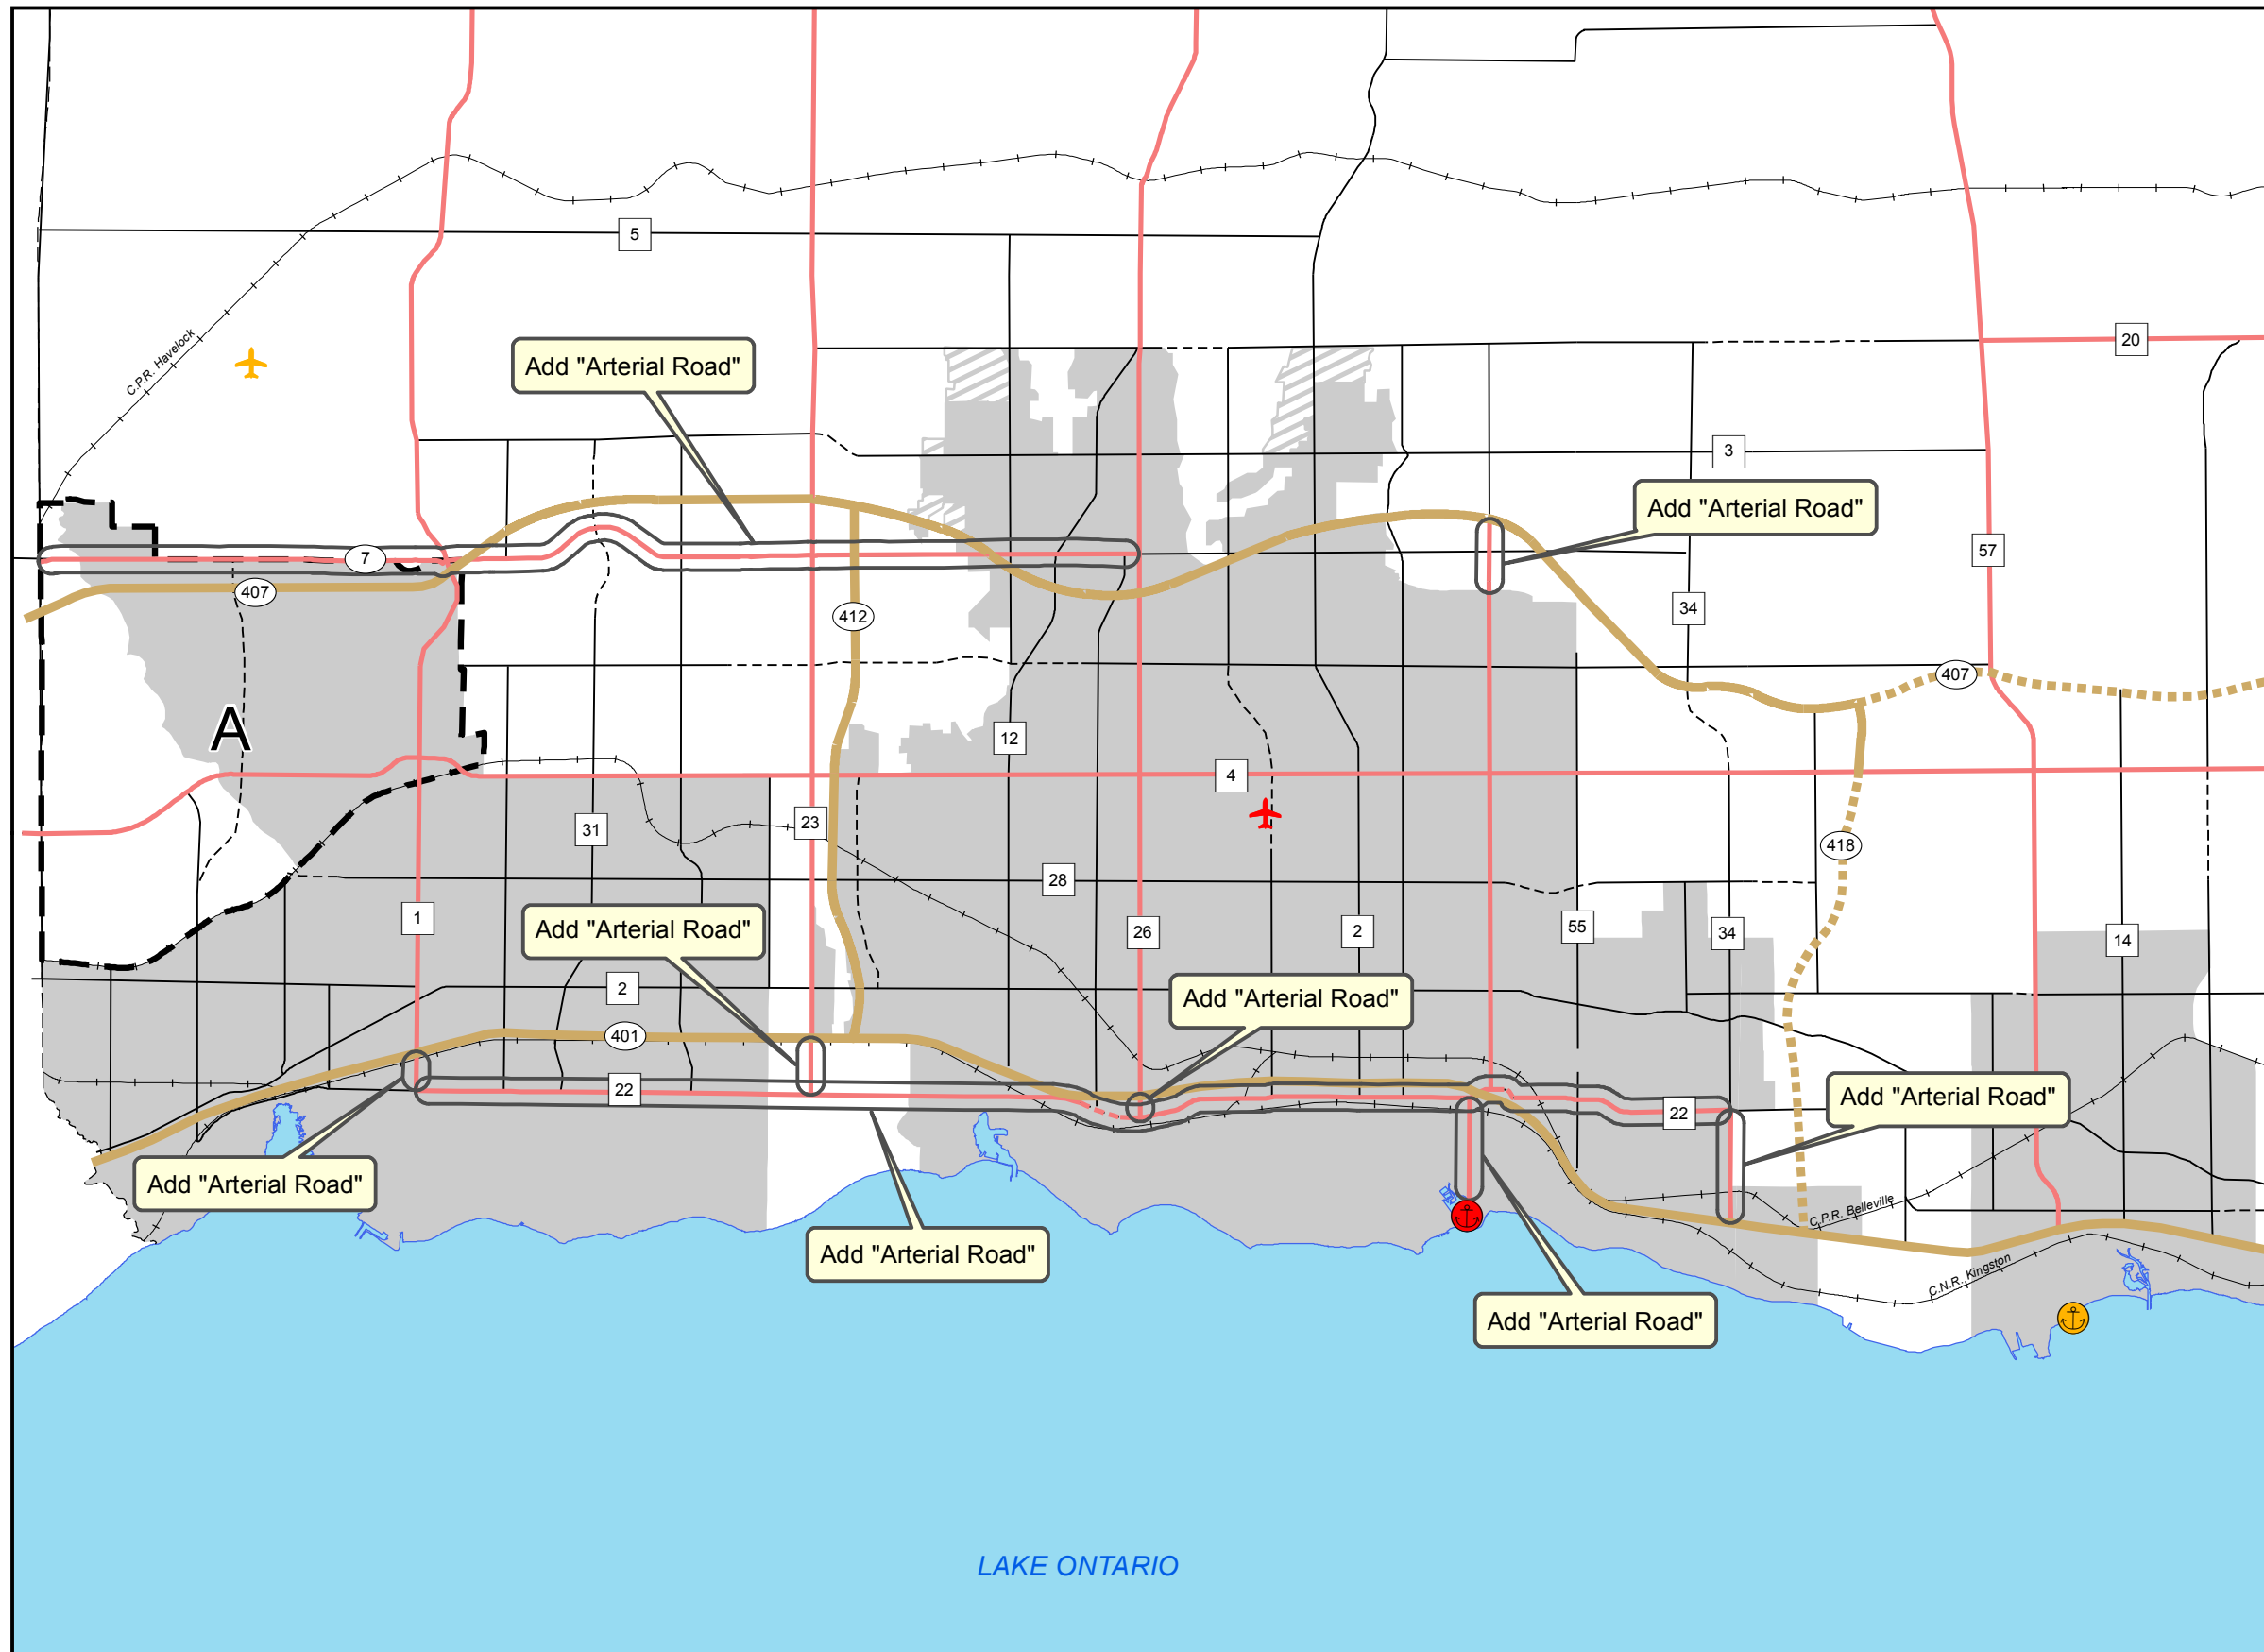 5
C.P.R. Havelock
20
Add "Arterial Road"
3
Add "Arterial Road"
57
7
407
34
412
407
A
12
4
23
31
418
28
1
26
2
55
34
Add "Arterial Road"
14
2
Add "Arterial Road"
401
22
Add "Arterial Road"
22
Add "Arterial Road"
C.P.R. Belleville
Add "Arterial Road"
C.N.R. Kingston
Add "Arterial Road"
LAKE ONTARIO